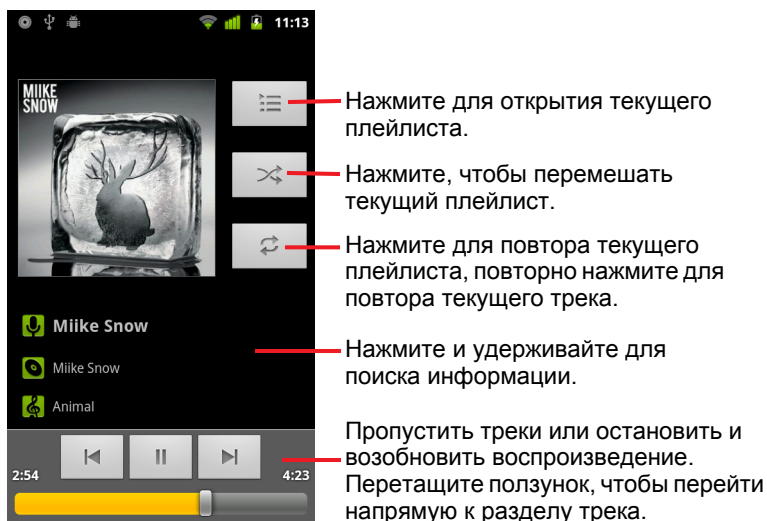 11:13
MIIKE
SNOW
Нажмите для открытия текущего
плейлиста.
Нажмите, чтобы перемешать
текущий плейлист.
Нажмите для повтора текущего
плейлиста, повторно нажмите для
повтора текущего трека.
Miike Snow
Miike Snow
Animal
Нажмите и удерживайте для
поиска информации.
2:54
4:23
Пропустить треки или остановить и
возобновить воспроизведение.
Перетащите ползунок, чтобы перейти
напрямую к разделу трека.